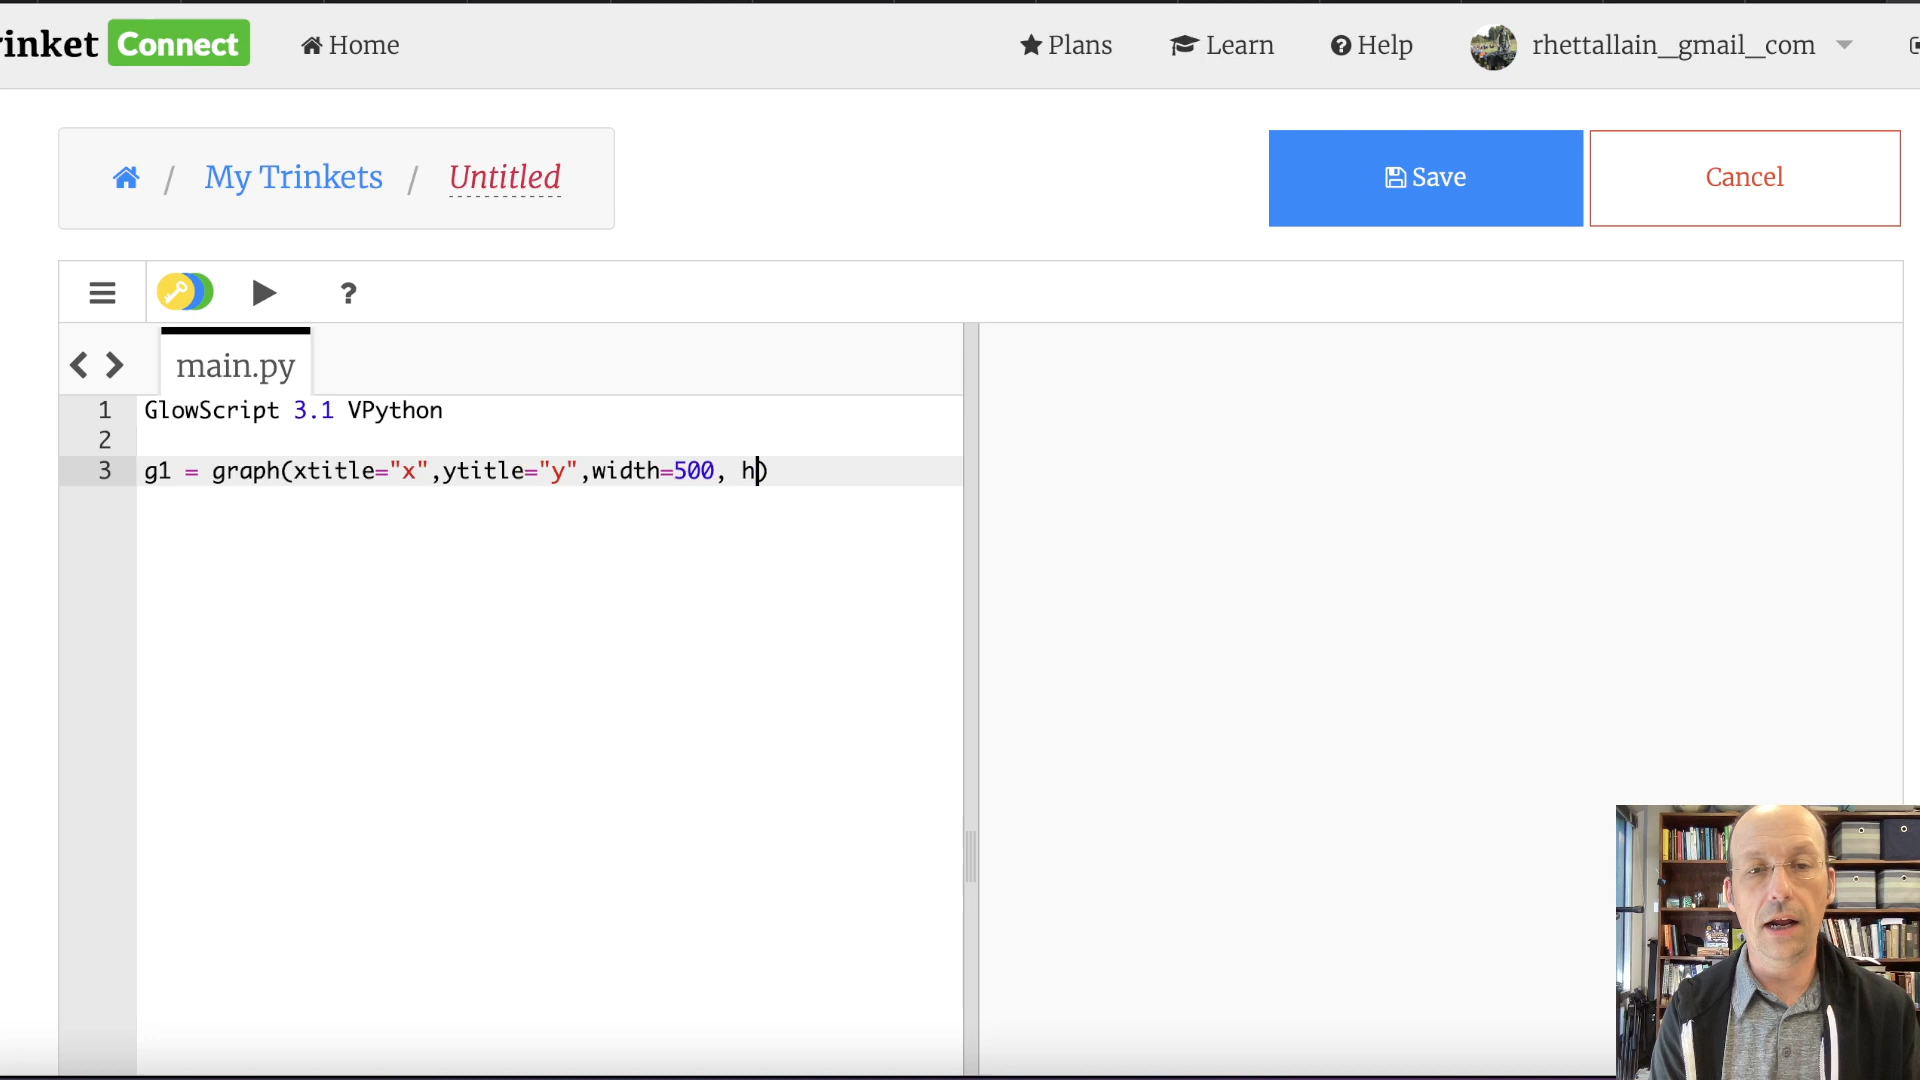 rinket Connect Home Plans Learn Help rhettallain_gmail_com
/ My Trinkets / Untitled Save Cancel
?
main.py
1 GlowScript 3.1 VPython
2
3 g1 = graph(xtitle="x",ytitle="y",width=500, h)